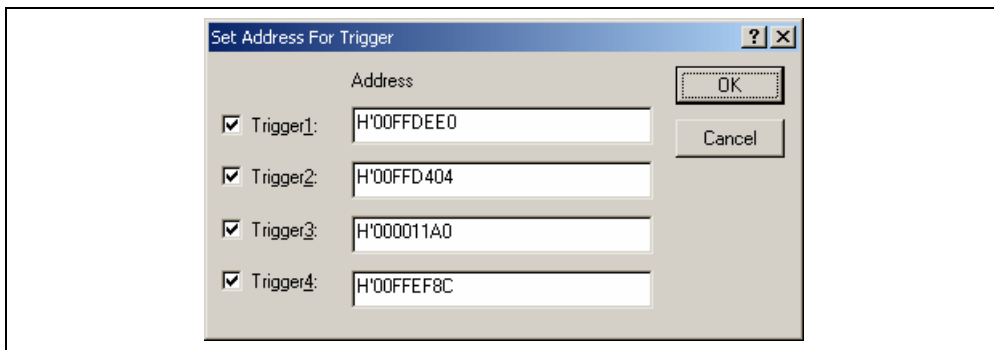 Set Address For Trigger
Address
OK
Trigger1: H'00FFDEE0
Cancel
Trigger2: H'00FFD404
Trigger3: H'000011A0
Trigger4: H'00FFEF8C